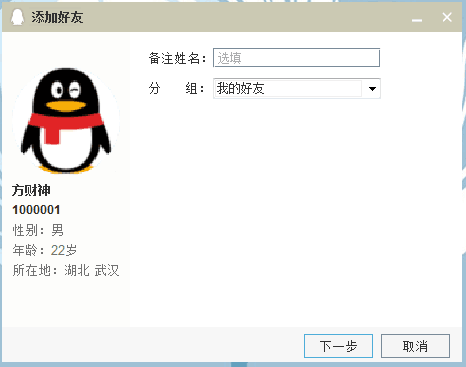 添加好友
备注姓名：选填
分　组：我的好友
方财神
1000001
性别：男
年龄：22岁
所在地：湖北 武汉
下一步 取消